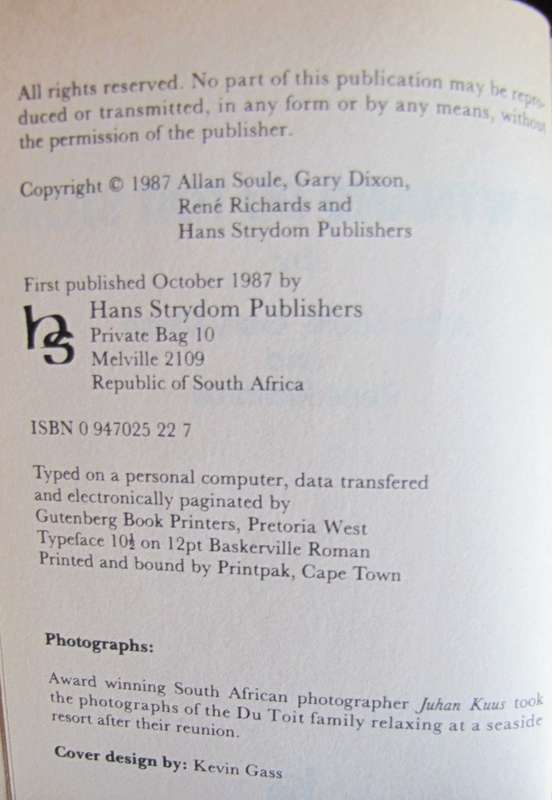 All rights reserved. No part of this publication may be repro-
duced or transmitted, in any form or by any means, without
the permission of the publisher.
Copyright © 1987 Allan Soule, Gary Dixon,
René Richards and
Hans Strydom Publishers
First published October 1987 by
hs
Hans Strydom Publishers
Private Bag 10
Melville 2109
Republic of South Africa
ISBN 0 947025 22 7
Typed on a personal computer, data transfered
and electronically paginated by
Gutenberg Book Printers, Pretoria West
Typeface 10½ on 12pt Baskerville Roman
Printed and bound by Printpak, Cape Town
Photographs:
Award winning South African photographer Juhan Kuus took
the photographs of the Du Toit family relaxing at a seaside
resort after their reunion.
Cover design by: Kevin Gass